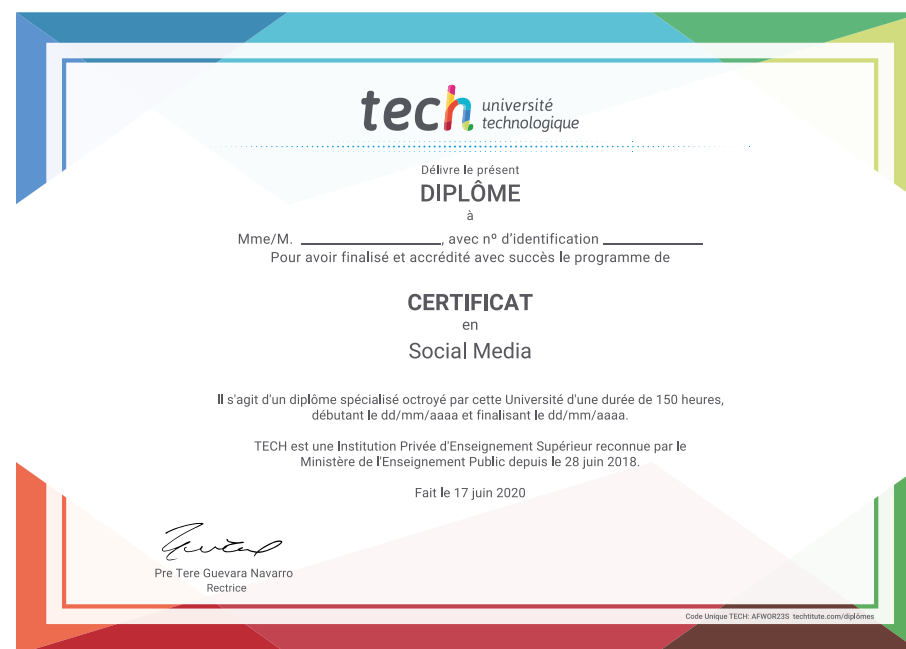 tech université
technologique
Délivre le présent
DIPLÔME
à
Mme/M. ____________________, avec nº d'identification ______________
Pour avoir finalisé et accrédité avec succès le programme de
CERTIFICAT
en
Social Media
Il s'agit d'un diplôme spécialisé octroyé par cette Université d'une durée de 150 heures,
débutant le dd/mm/aaaa et finalisant le dd/mm/aaaa.
TECH est une Institution Privée d'Enseignement Supérieur reconnue par le
Ministère de l'Enseignement Public depuis le 28 juin 2018.
Fait le 17 juin 2020
Pre Tere Guevara Navarro
Rectrice
Code Unique TECH: AFWOR23S techtitute.com/diplômes